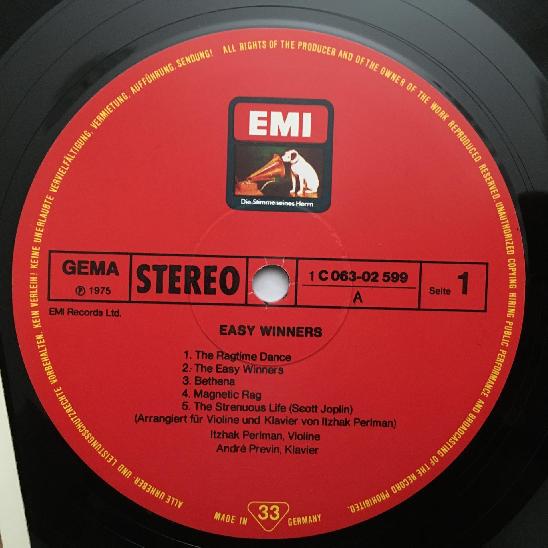 ALLE URHEBER- UND LEISTUNGSSCHUTZRECHTE VORBEHALTEN. KEIN VERLEIH! KEINE UNERLAUBTE VERVIELFÄLTIGUNG, VERMIETUNG, AUFFÜHRUNG, SENDUNG! ALL RIGHTS OF THE PRODUCER AND OF THE OWNER OF THE WORK REPRODUCED RESERVED. UNAUTHORIZED COPYING HIRING PUBLIC PERFORMANCE AND BROADCASTING OF THE RECORD PROHIBITED.
EMI
Die Stimme seines Herrn
GEMA
Ⓟ 1975
STEREO
1 C 063-02 599
A
Seite 1
EMI Records Ltd.
EASY WINNERS
1. The Ragtime Dance
2. The Easy Winners
3. Bethena
4. Magnetic Rag
5. The Strenuous Life (Scott Joplin)
(Arrangiert für Violine und Klavier von Itzhak Perlman)
Itzhak Perlman, Violine
André Previn, Klavier
MADE IN 33 GERMANY